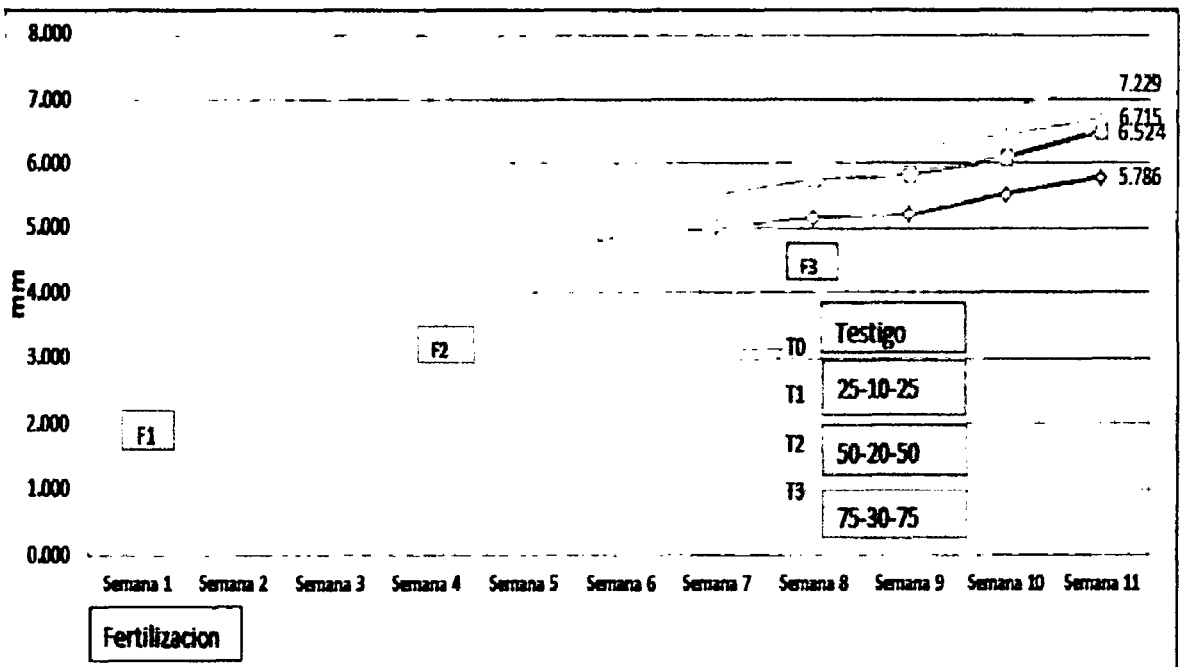 8.000
7.000
6.000
5.000
4.000
3.000
2.000
1.000
0.000
mm
7.229
6.715
6.524
5.786
F1
F2
F3
T0 Testigo
T1 25-10-25
T2 50-20-50
T3 75-30-75
Semana 1 Semana 2 Semana 3 Semana 4 Semana 5 Semana 6 Semana 7 Semana 8 Semana 9 Semana 10 Semana 11
Fertilizacion